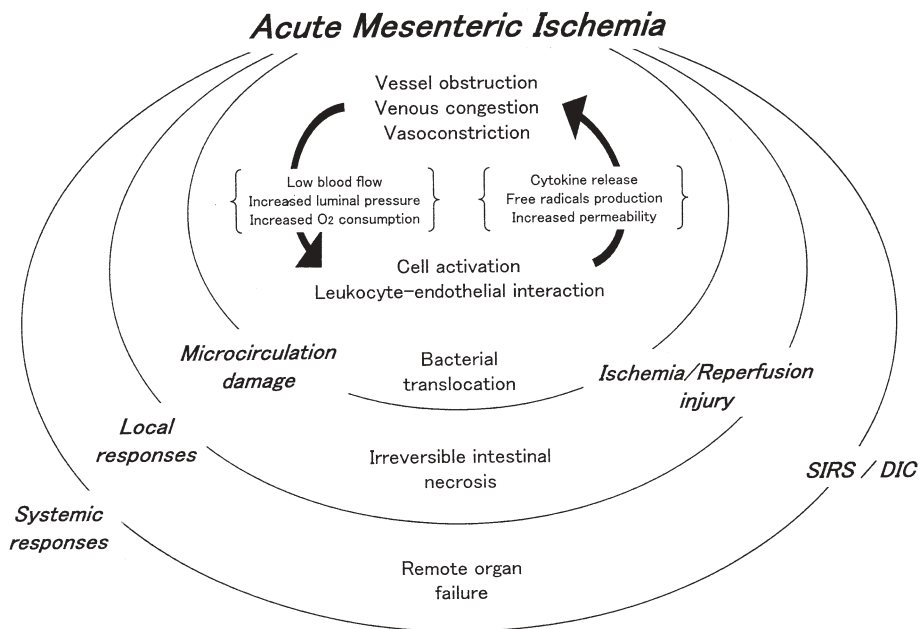 Acute Mesenteric Ischemia
Vessel obstruction
Venous congestion
Vasoconstriction
Low blood flow
Increased luminal pressure
Increased O2 consumption
Cytokine release
Free radicals production
Increased permeability
Cell activation
Leukocyte-endothelial interaction
Microcirculation
damage
Bacterial
translocation
Ischemia/Reperfusion
injury
Local
responses
Irreversible intestinal
necrosis
SIRS / DIC
Systemic
responses
Remote organ
failure